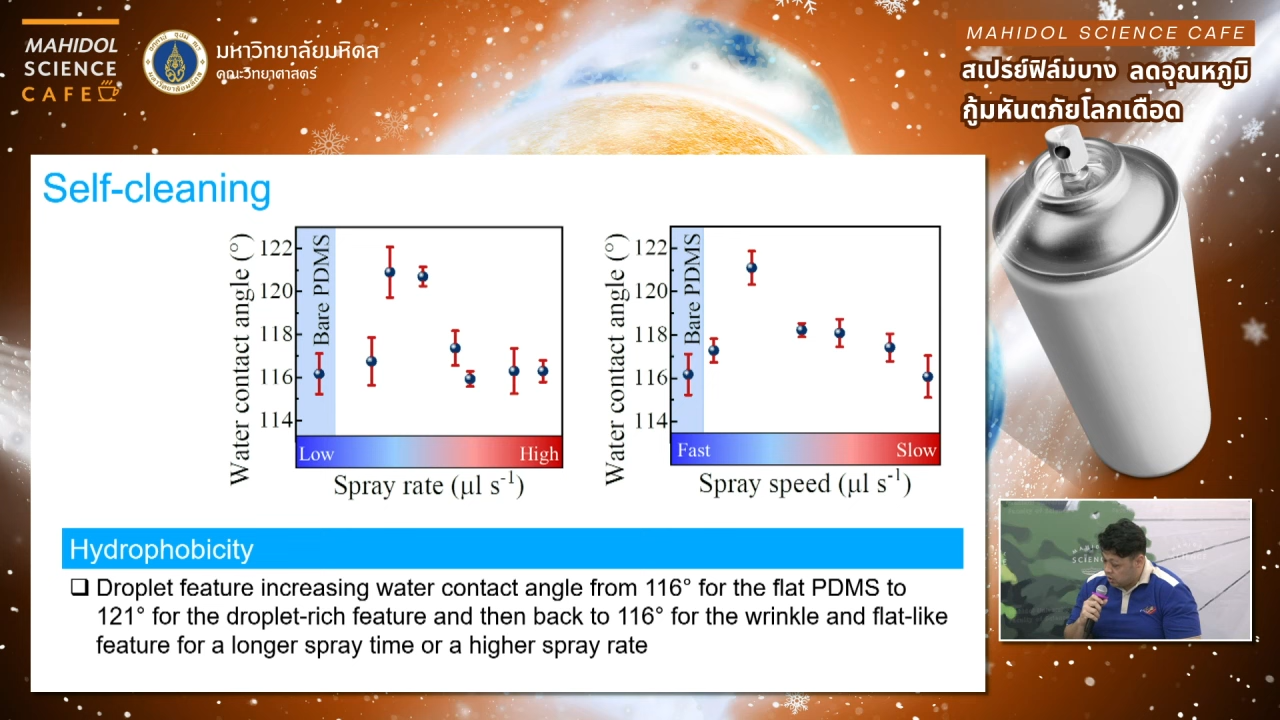 MAHIDOL
SCIENCE
CAFE
มหาวิทยาลัยมหิดล
คณะวิทยาศาสตร์
MAHIDOL SCIENCE CAFE
สเปรย์ฟิล์มบาง ลดอุณหภูมิ
กู้มหันตภัยโลกเดือด
Self-cleaning
Water contact angle (°)
122
120
118
116
114
Bare PDMS
Low
High
Spray rate (μl s-1)
Water contact angle (°)
122
120
118
116
114
Bare PDMS
Fast
Slow
Spray speed (μl s-1)
Hydrophobicity
❑ Droplet feature increasing water contact angle from 116° for the flat PDMS to
121° for the droplet-rich feature and then back to 116° for the wrinkle and flat-like
feature for a longer spray time or a higher spray rate